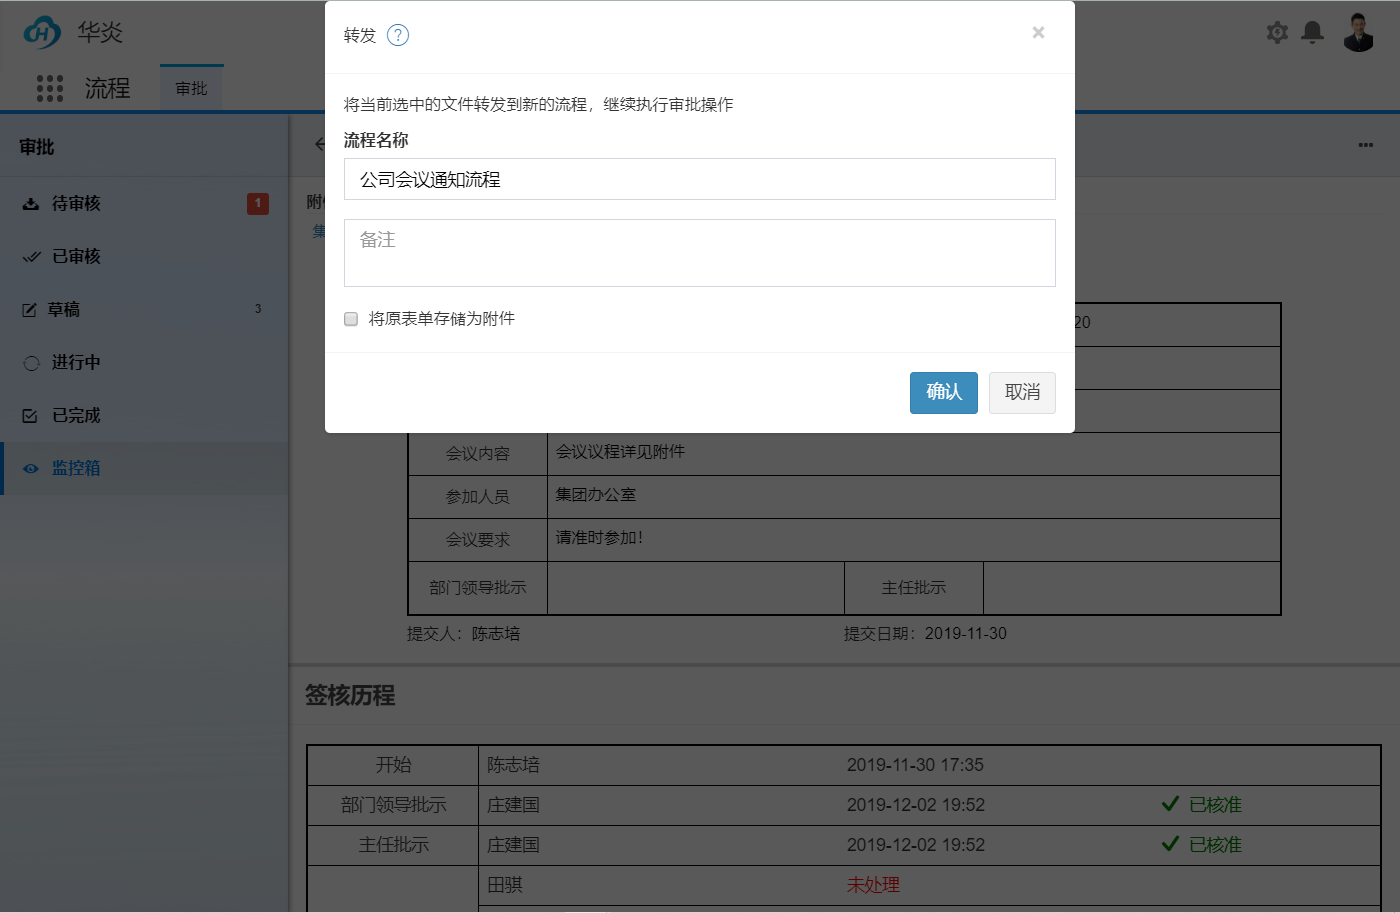 华炎
流程
审批
审批
待审核
1
已审核
草稿
3
进行中
已完成
监控箱
转发 ?
×
将当前选中的文件转发到新的流程，继续执行审批操作
流程名称
公司会议通知流程
备注
将原表单存储为附件
确认
取消
附
集
20
会议内容 会议议程详见附件
参加人员 集团办公室
会议要求 请准时参加！
部门领导批示 主任批示
提交人：陈志培 提交日期：2019-11-30
签核历程
开始 陈志培 2019-11-30 17:35
部门领导批示 庄建国 2019-12-02 19:52 已核准
主任批示 庄建国 2019-12-02 19:52 已核准
田骐 未处理